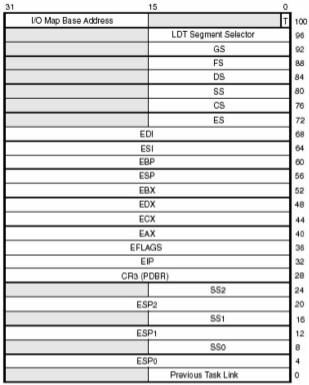 31 15 0
I/O Map Base Address T 100
LDT Segment Selector 96
GS 92
FS 88
DS 84
SS 80
CS 76
ES 72
EDI 68
ESI 64
EBP 60
ESP 56
EBX 52
EDX 48
ECX 44
EAX 40
EFLAGS 36
EIP 32
CR3 (PDBR) 28
SS2 24
ESP2 20
SS1 16
ESP1 12
SS0 8
ESP0 4
Previous Task Link 0